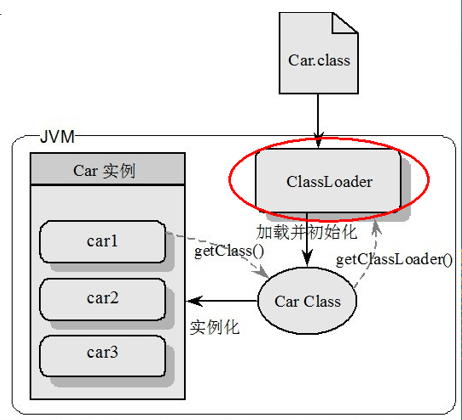 Car.class
JVM
Car 实例
ClassLoader
加载并初始化
car1
getClass()
getClassLoader()
car2
Car Class
实例化
car3